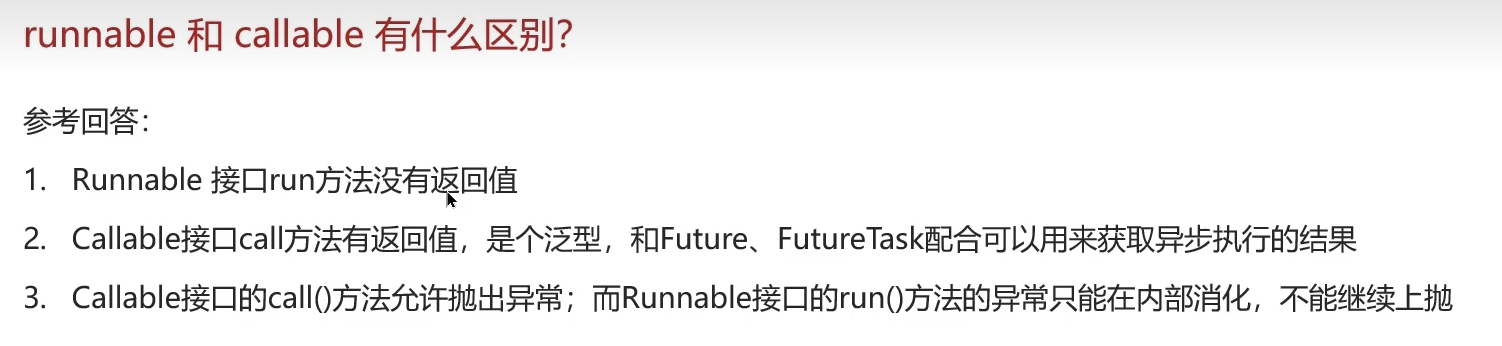 runnable 和 callable 有什么区别？
参考回答：
1. Runnable 接口run方法没有返回值
2. Callable接口call方法有返回值，是个泛型，和Future、FutureTask配合可以用来获取异步执行的结果
3. Callable接口的call()方法允许抛出异常；而Runnable接口的run()方法的异常只能在内部消化，不能继续上抛